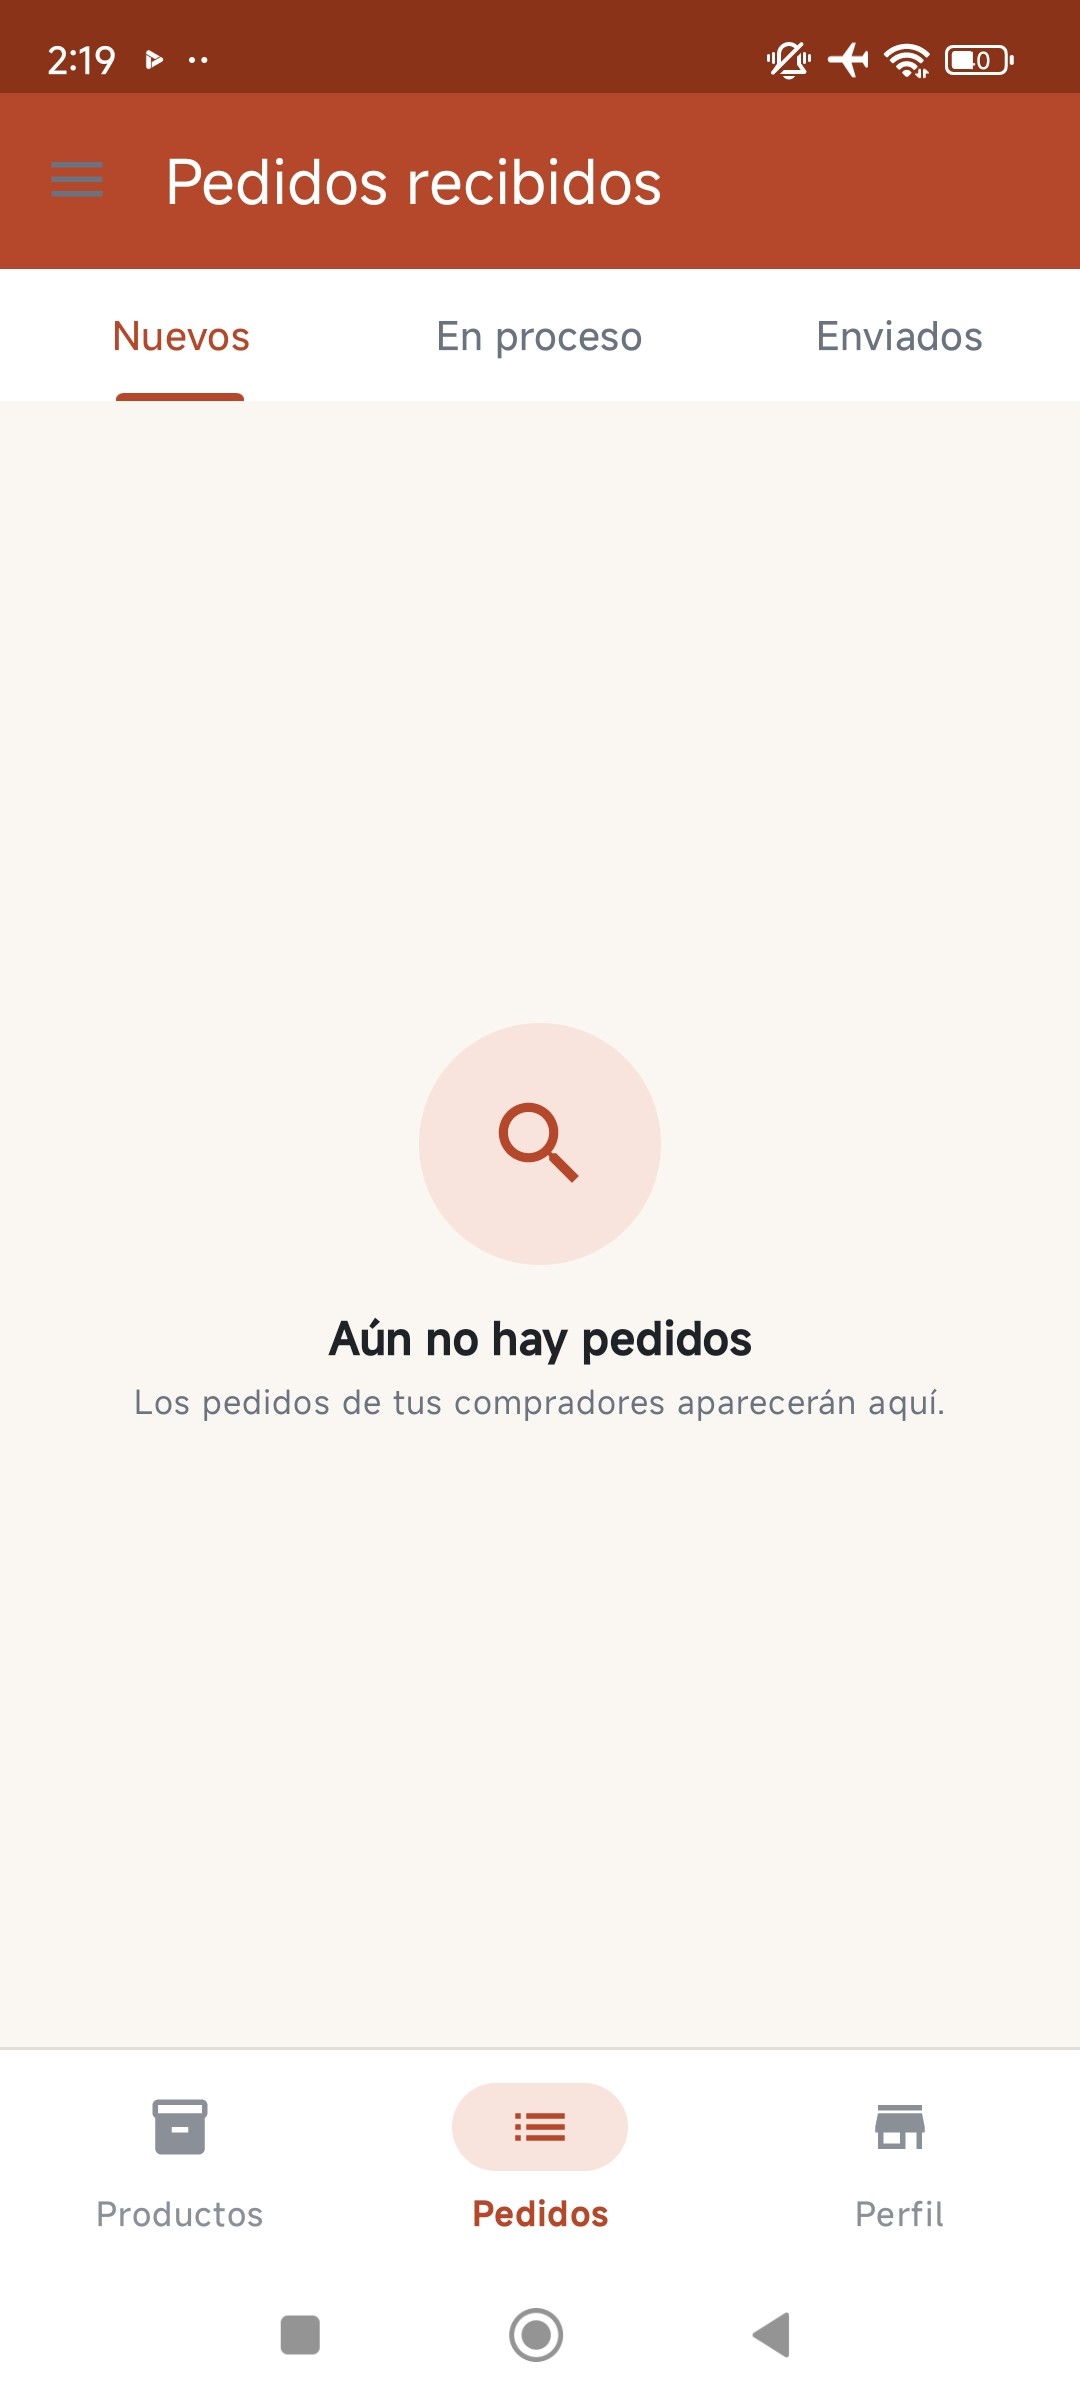 2:19
Pedidos recibidos
Nuevos
En proceso
Enviados
Aún no hay pedidos
Los pedidos de tus compradores aparecerán aquí.
Productos
Pedidos
Perfil